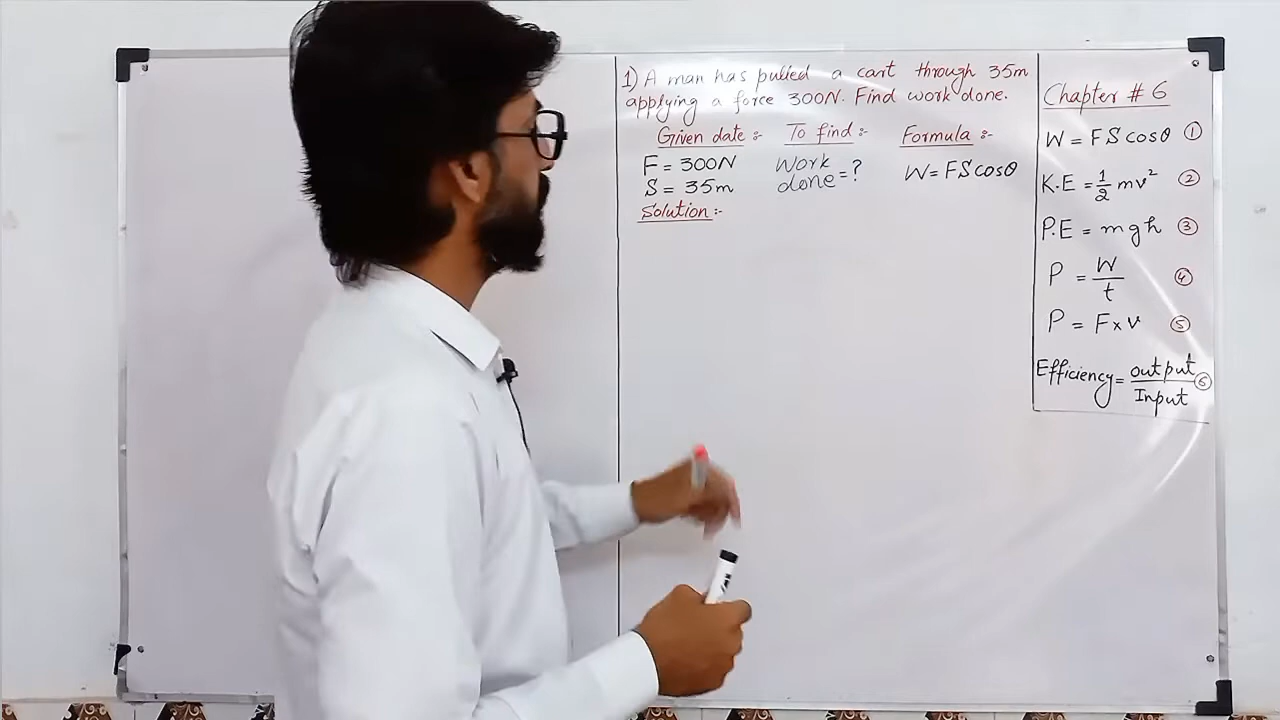 1) A man has pulled a cart through 35m
applying a force 300N. Find work done.
Given date :-
F = 300N
S = 35m
To find :-
Work
done = ?
Formula :-
W = FS cosθ
Solution :-
Chapter # 6
W = FS cosθ ①
K.E = 1/2 mv² ②
P.E = mgh ③
P = W/t ④
P = F×v ⑤
Efficiency = output/Input ⑥